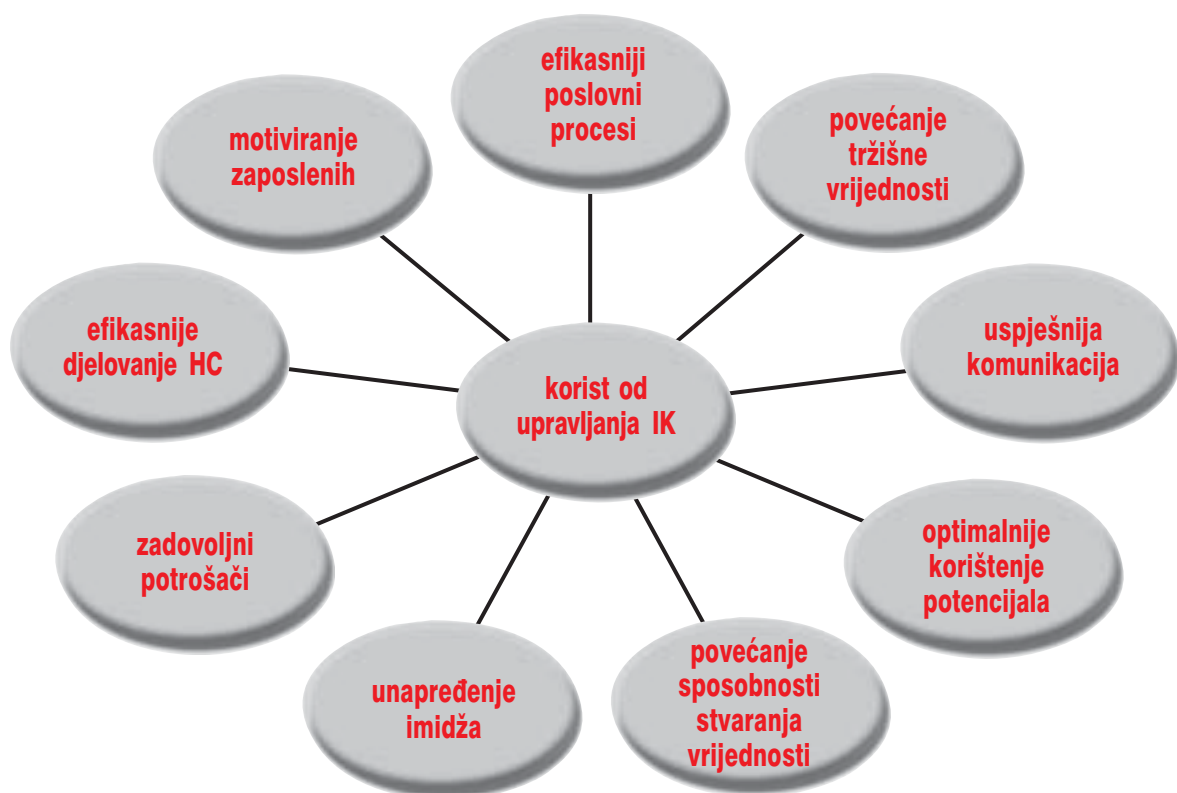 efikasniji
poslovni
procesi
povećanje
tržišne
vrijednosti
uspješnija
komunikacija
optimalnije
korištenje
potencijala
povećanje
sposobnosti
stvaranja
vrijednosti
unapređenje
imidža
zadovoljni
potrošači
efikasnije
djelovanje HC
motiviranje
zaposlenih
korist od
upravljanja IK